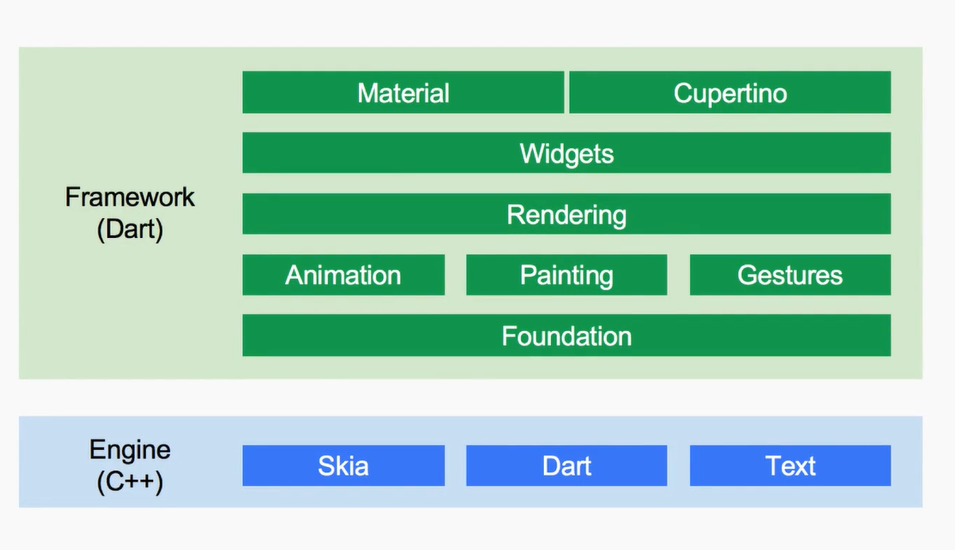 Material
Cupertino
Widgets
Framework
(Dart)
Rendering
Animation
Painting
Gestures
Foundation
Engine
(C++)
Skia
Dart
Text